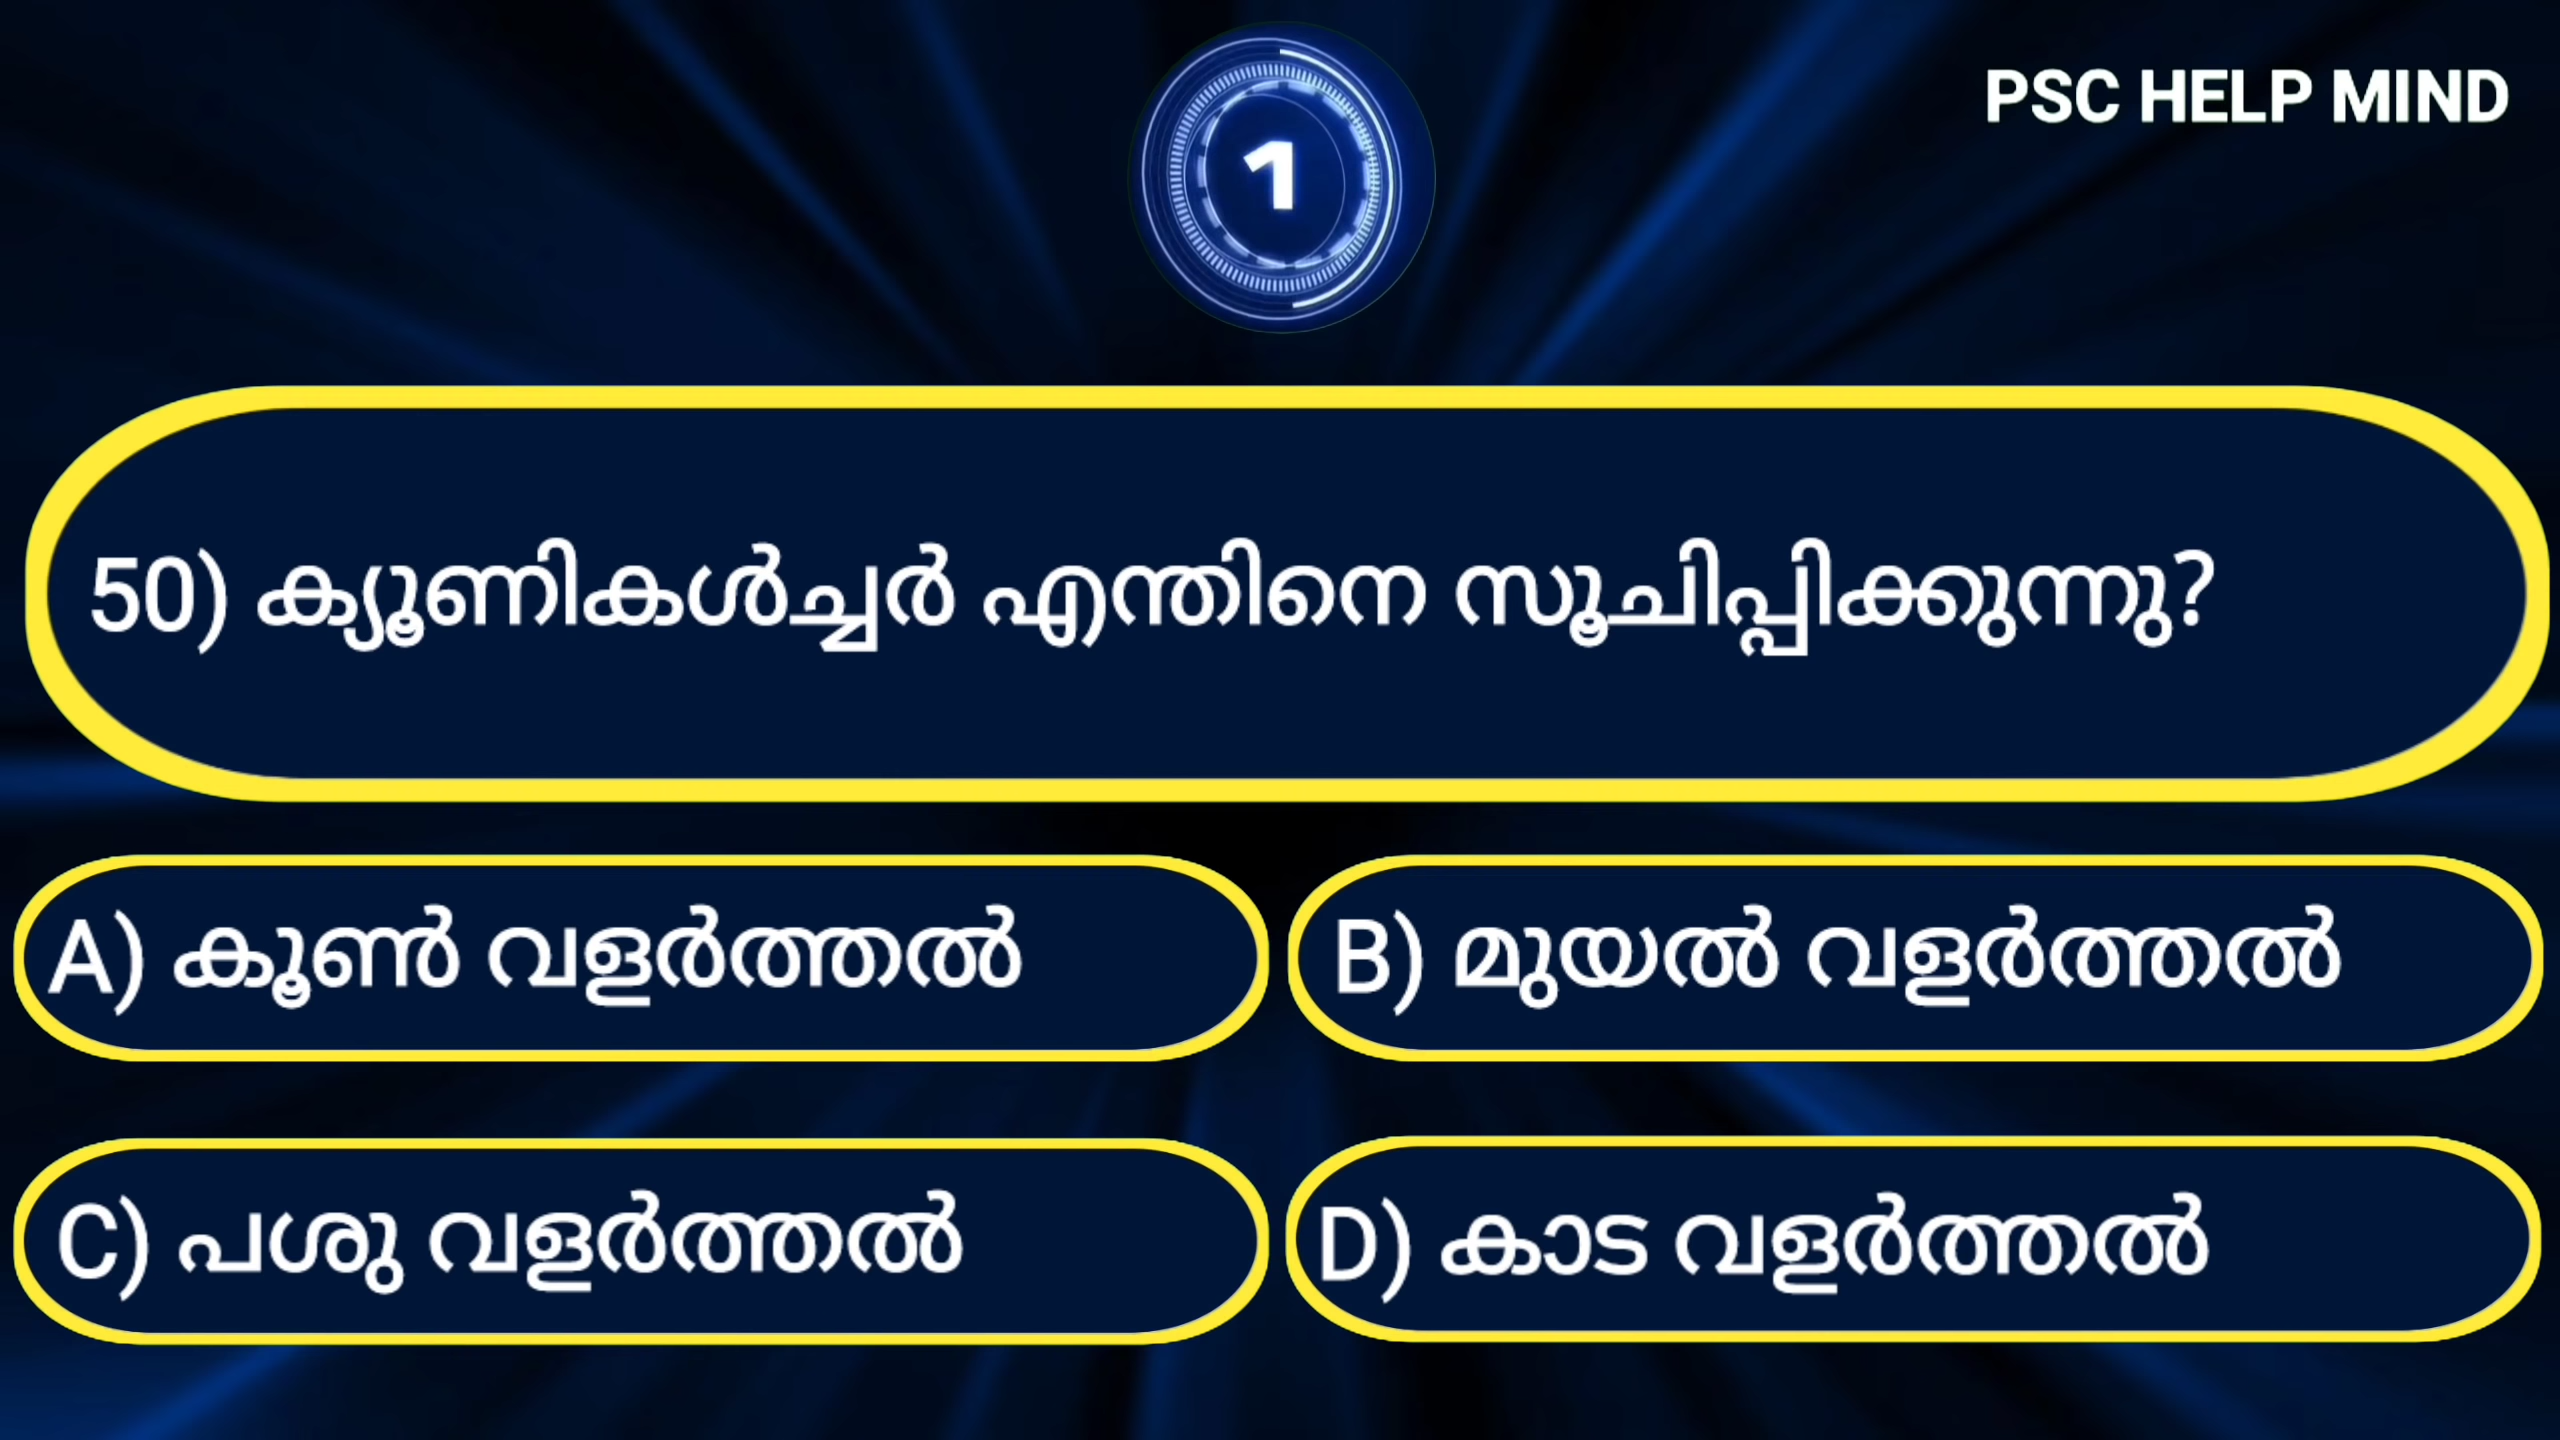 1
PSC HELP MIND
50) ക്യൂണികൾച്ചർ എന്തിനെ സൂചിപ്പിക്കുന്നു?
A) കൂൺ വളർത്തൽ
B) മുയൽ വളർത്തൽ
C) പശു വളർത്തൽ
D) കാട വളർത്തൽ